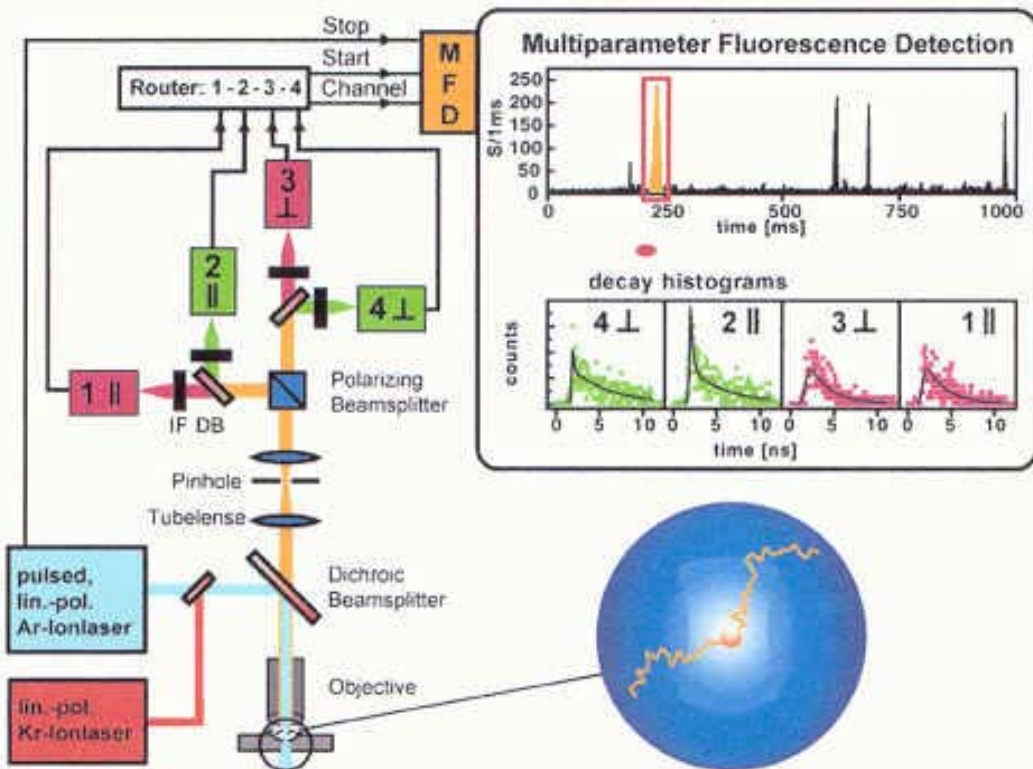 Stop
Start
Channel
Router: 1 - 2 - 3 - 4
M
F
D
Multiparameter Fluorescence Detection
S/1ms
250
200
150
100
50
0
0 250 500 750 1000
time [ms]
decay histograms
counts
4 ⊥
2 ||
3 ⊥
1 ||
0 5 10 0 5 10 0 5 10 0 5 10
time [ns]
3 ⊥
2 ||
4 ⊥
1 ||
IF DB
Polarizing
Beamsplitter
Pinhole
Tubelense
pulsed,
lin.-pol.
Ar-Ionlaser
Dichroic
Beamsplitter
lin.-pol.
Kr-Ionlaser
Objective